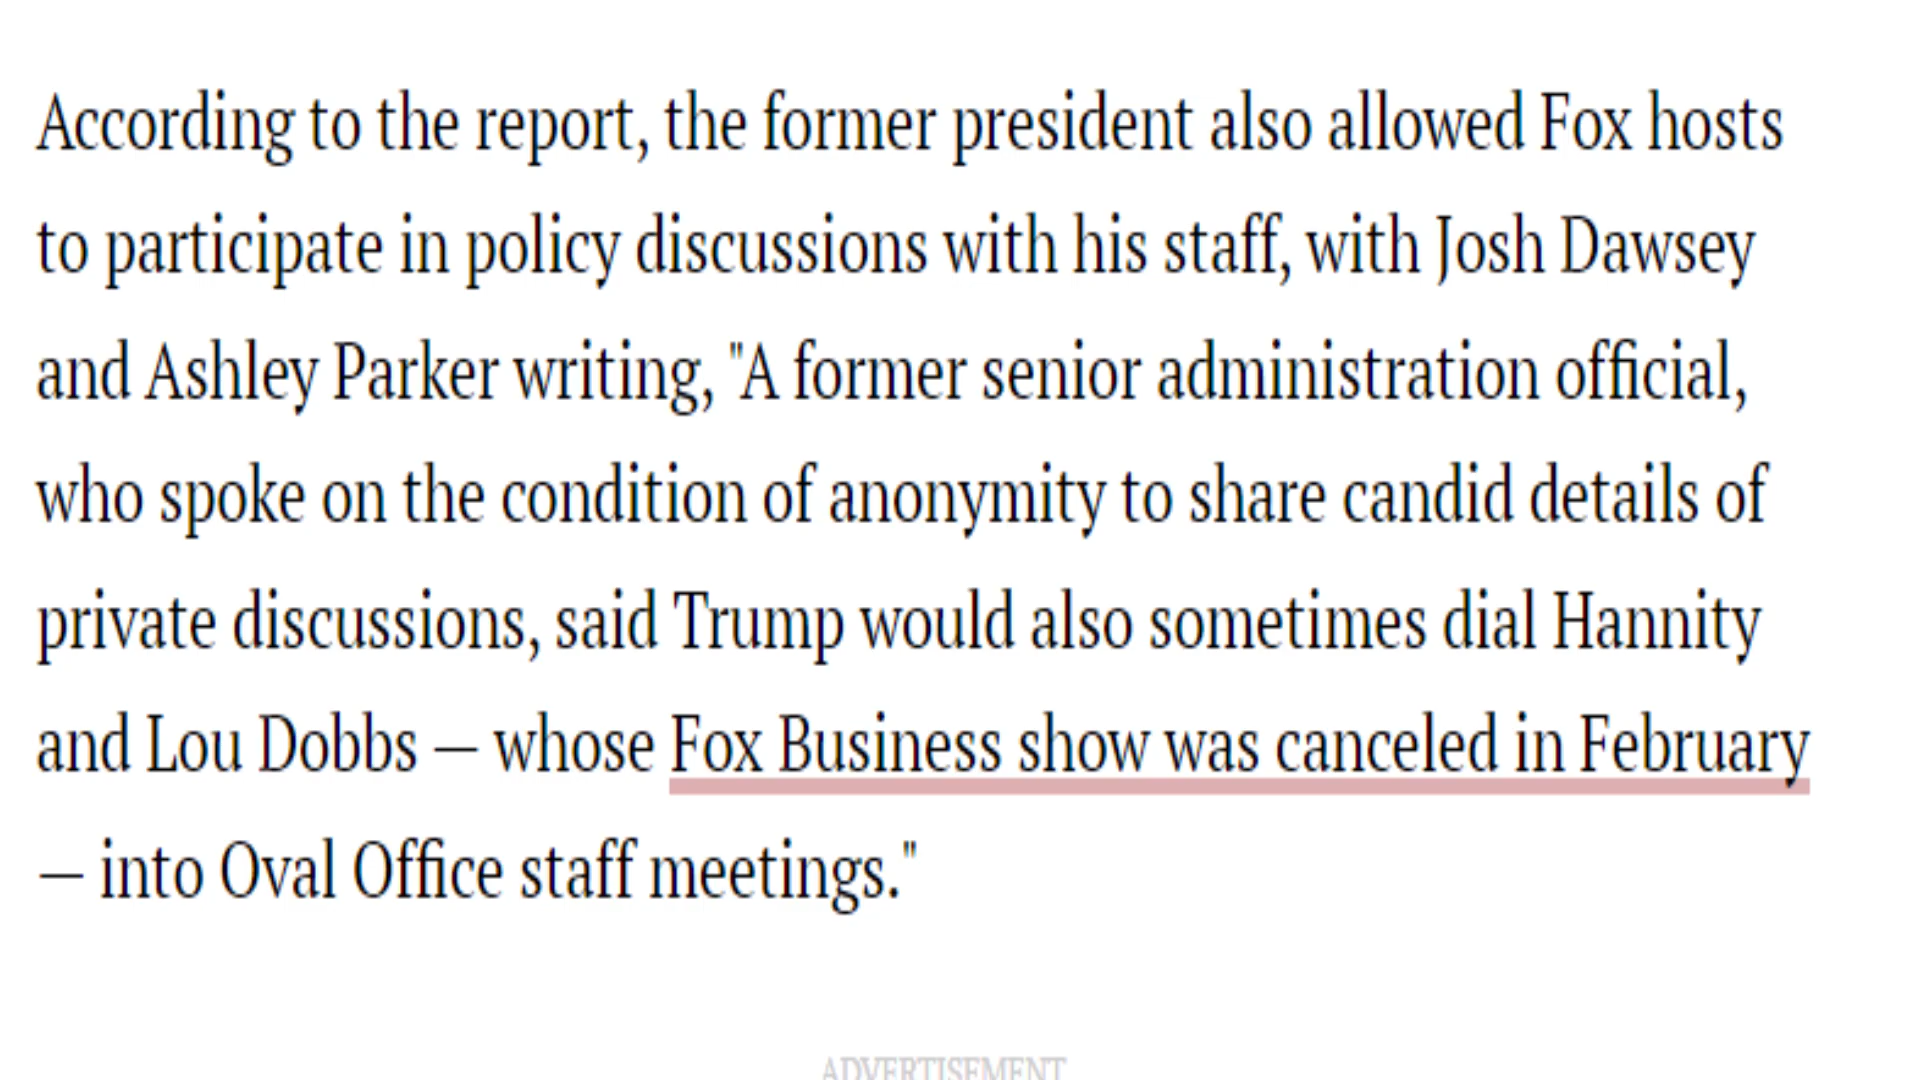 According to the report, the former president also allowed Fox hosts
to participate in policy discussions with his staff, with Josh Dawsey
and Ashley Parker writing, "A former senior administration official,
who spoke on the condition of anonymity to share candid details of
private discussions, said Trump would also sometimes dial Hannity
and Lou Dobbs — whose Fox Business show was canceled in February
— into Oval Office staff meetings."
ADVERTISEMENT